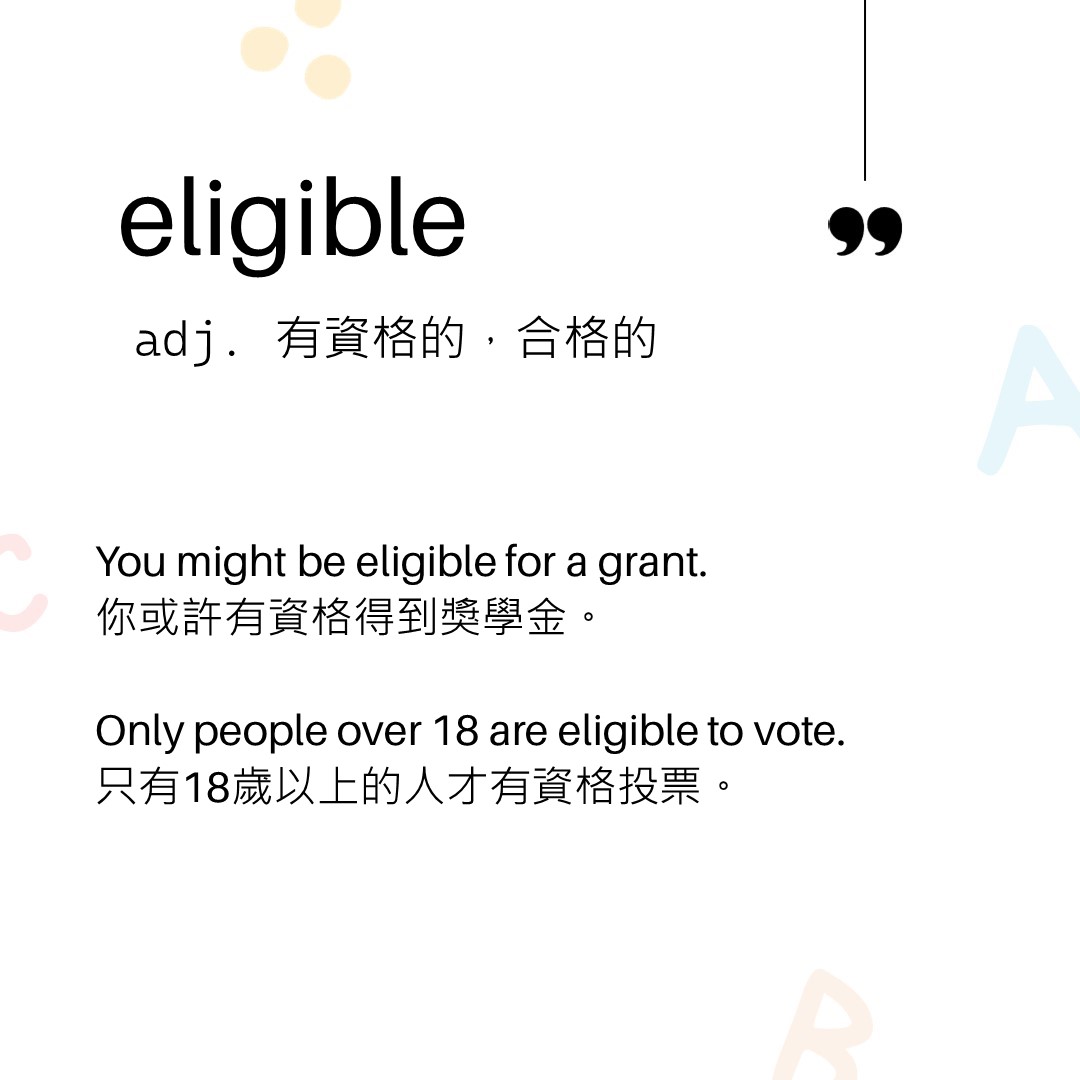 eligible
❟❟
adj. 有資格的，合格的
A
C
You might be eligible for a grant.
你或許有資格得到獎學金。
Only people over 18 are eligible to vote.
只有18歲以上的人才有資格投票。
B